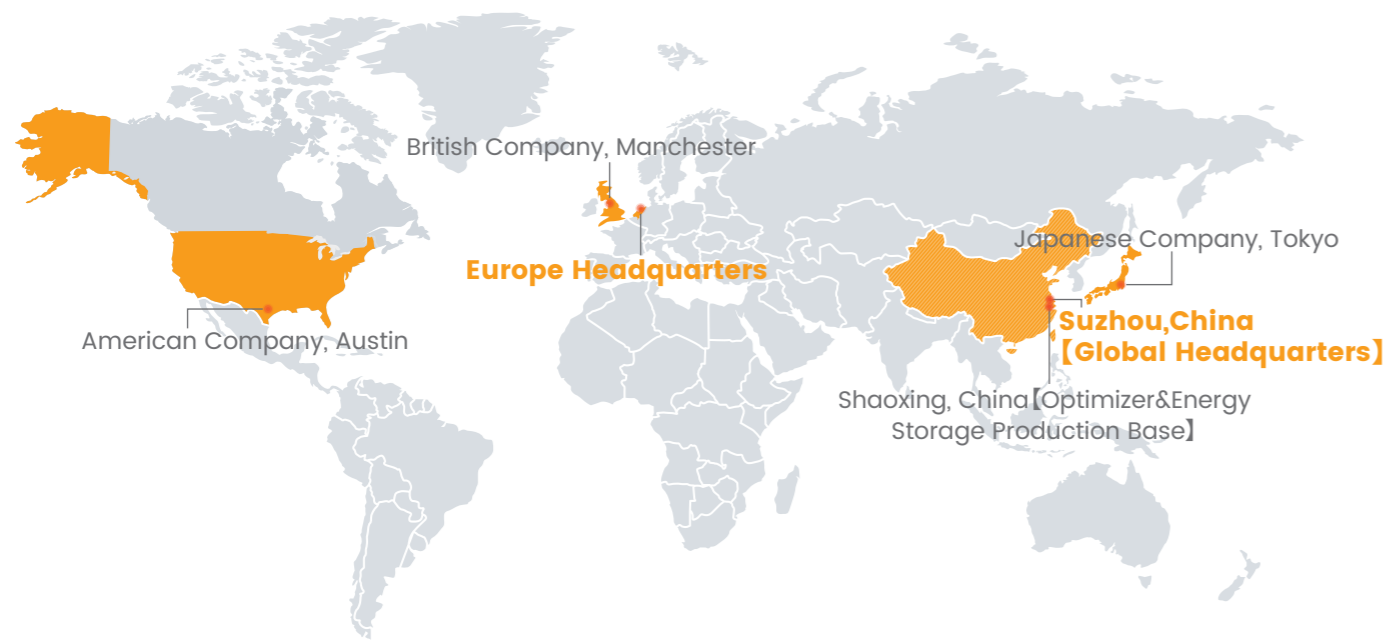 British Company, Manchester
Japanese Company, Tokyo
Europe Headquarters
Suzhou,China
American Company, Austin
【Global Headquarters】
Shaoxing, China【Optimizer&Energy
Storage Production Base】